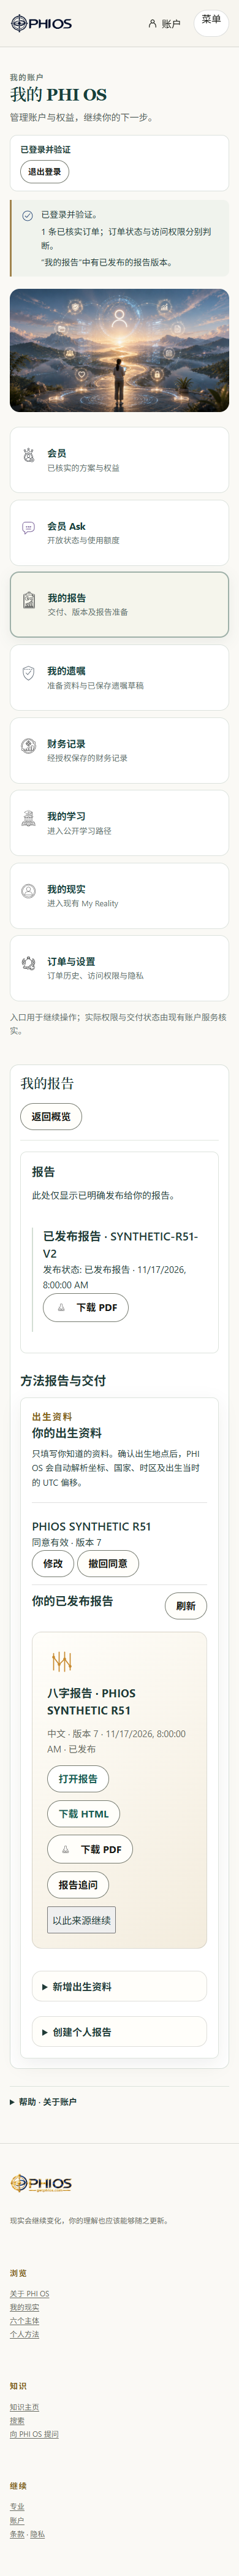 PHIOS
账户
菜单
我的账户
我的 PHI OS
管理账户与权益，继续你的下一步。
已登录并验证
退出登录
已登录并验证。
1 条已核实订单；订单状态与访问权限分别判
断。
“我的报告”中有已发布的报告版本。
会员
已核实的方案与权益
会员 Ask
开放状态与使用额度
我的报告
交付、版本及报告准备
我的遗嘱
准备资料与已保存遗嘱草稿
财务记录
经授权保存的财务记录
我的学习
进入公开学习路径
我的现实
进入现有 My Reality
订单与设置
订单历史、访问权限与隐私
入口用于继续操作；实际权限与交付状态由现有账户服务核
实。
我的报告
返回概览
报告
此处仅显示已明确发布给你的报告。
已发布报告 · SYNTHETIC-R51-
V2
发布状态: 已发布报告 · 11/17/2026,
8:00:00 AM
下载 PDF
方法报告与交付
出生资料
你的出生资料
只填写你知道的资料。确认出生地点后，PHI
OS 会自动解析坐标、国家、时区及出生当时
的 UTC 偏移。
PHIOS SYNTHETIC R51
同意有效 · 版本 7
修改
撤回同意
你的已发布报告
刷新
八字报告 · PHIOS
SYNTHETIC R51
中文 · 版本 7 · 11/17/2026, 8:00:00
AM · 已发布
打开报告
下载 HTML
下载 PDF
报告追问
以此来源继续
▶ 新增出生资料
▶ 创建个人报告
▶ 帮助 · 关于账户
PHIOS
现实会继续变化，你的理解也应该能够随之更新。
浏览
关于 PHI OS
我的现实
六个主体
个人方法
知识
知识主页
搜索
向 PHI OS 提问
继续
专业
账户
条款 · 隐私